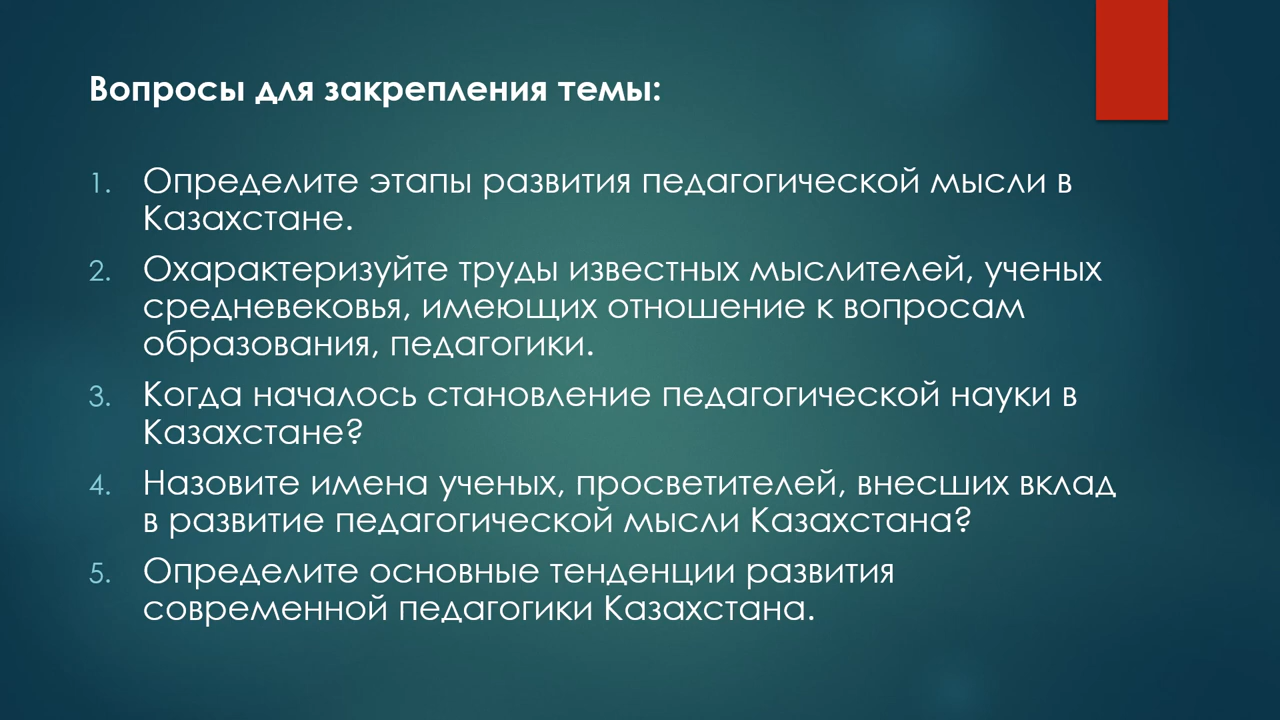 Вопросы для закрепления темы:
1. Определите этапы развития педагогической мысли в
Казахстане.
2. Охарактеризуйте труды известных мыслителей, ученых
средневековья, имеющих отношение к вопросам
образования, педагогики.
3. Когда началось становление педагогической науки в
Казахстане?
4. Назовите имена ученых, просветителей, внесших вклад
в развитие педагогической мысли Казахстана?
5. Определите основные тенденции развития
современной педагогики Казахстана.